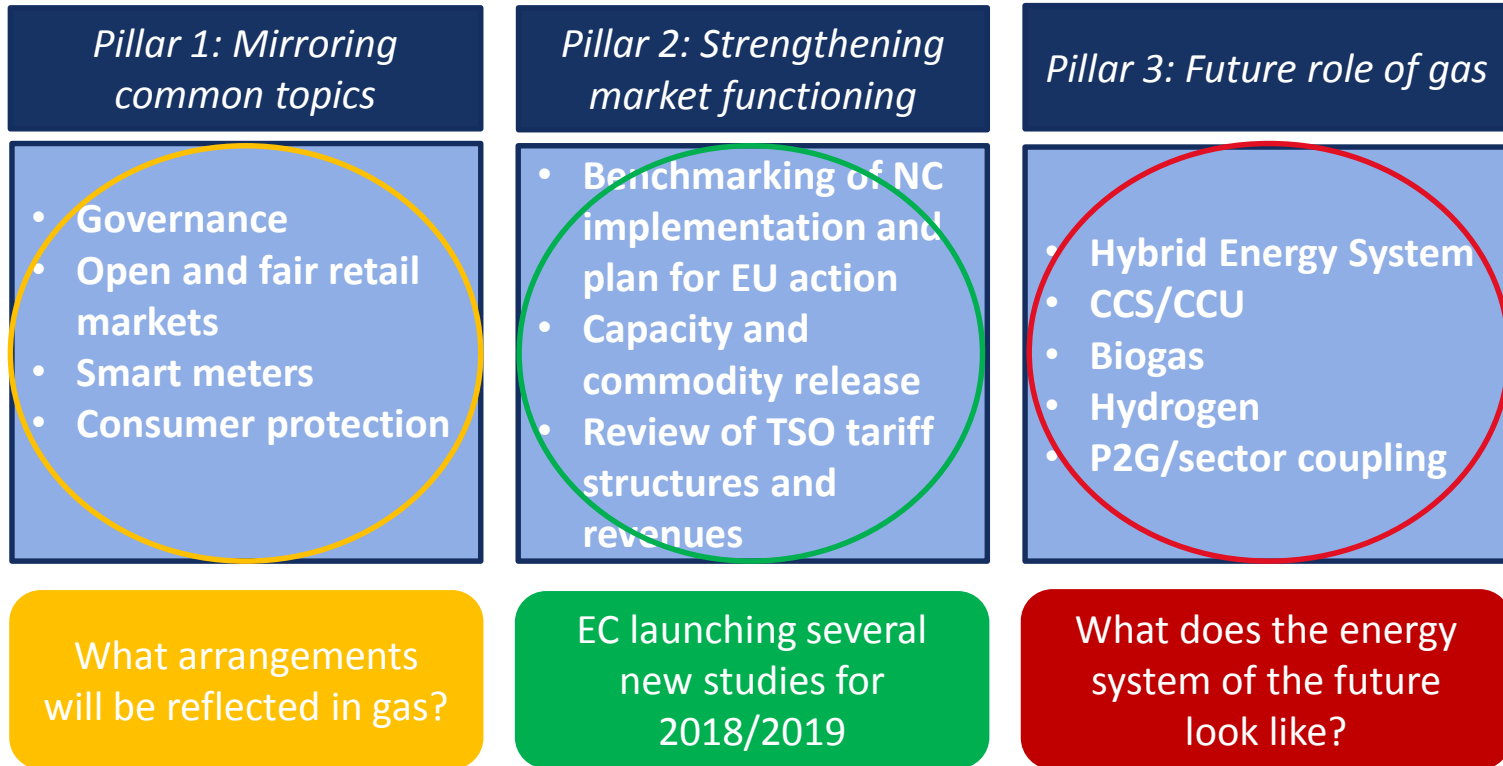 Pillar 1: Mirroring
common topics
• Governance
• Open and fair retail
markets
• Smart meters
• Consumer protection
What arrangements
will be reflected in gas?
Pillar 2: Strengthening
market functioning
• Benchmarking of NC
implementation and
plan for EU action
• Capacity and
commodity release
• Review of TSO tariff
structures and
revenues
EC launching several
new studies for
2018/2019
Pillar 3: Future role of gas
• Hybrid Energy System
• CCS/CCU
• Biogas
• Hydrogen
• P2G/sector coupling
What does the energy
system of the future
look like?